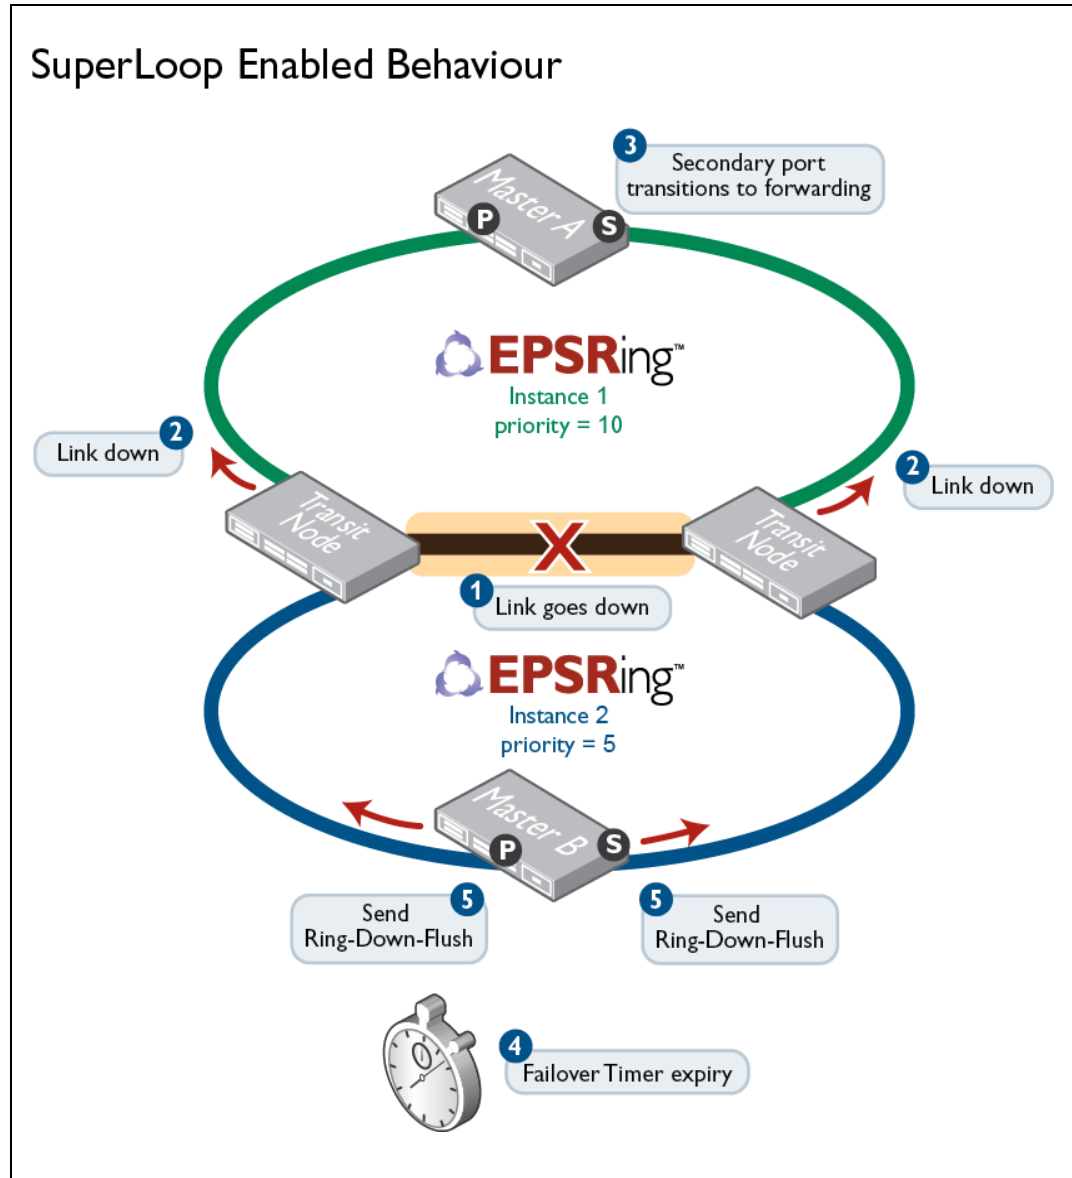 SuperLoop Enabled Behaviour
3
Secondary port
transitions to forwarding
Master A
P
S
EPSRing™
Instance 1
priority = 10
2
Link down
2
Link down
Transit
Node
Transit
Node
X
1
Link goes down
EPSRing™
Instance 2
priority = 5
Master B
P
S
5
Send
Ring-Down-Flush
5
Send
Ring-Down-Flush
4
Failover Timer expiry